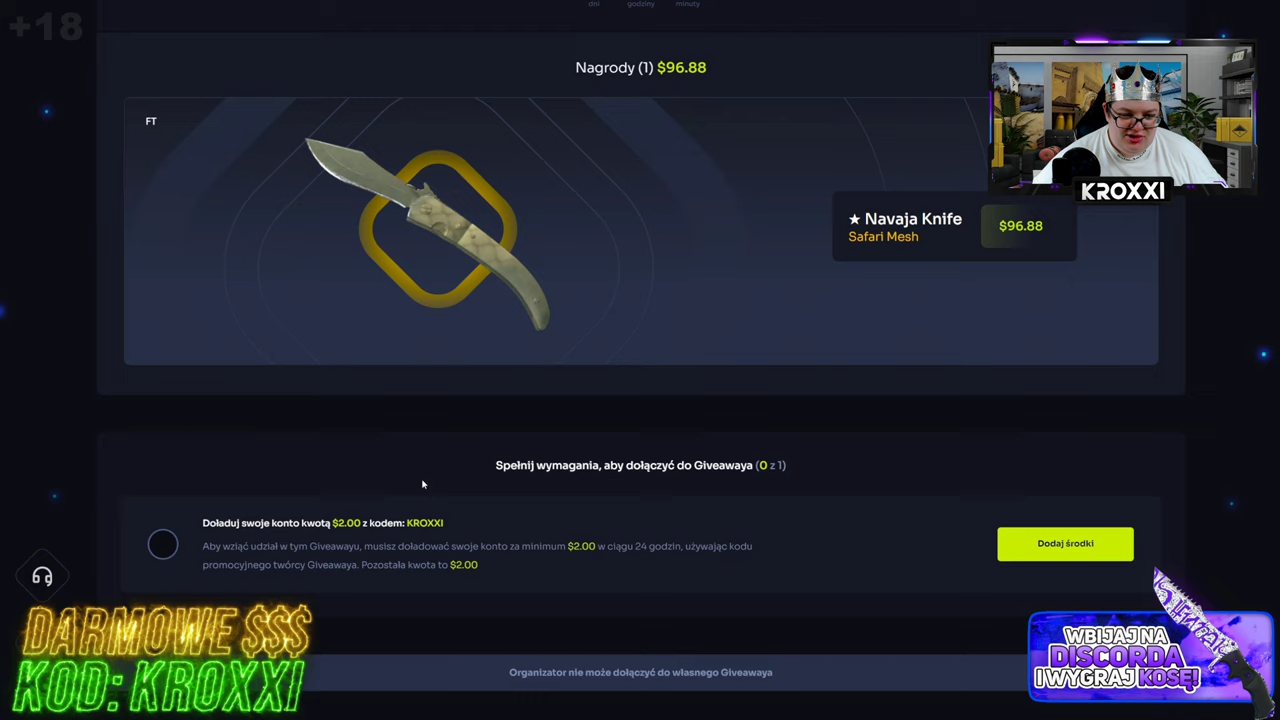 +18
dni godziny minuty
Nagrody (1) $96.88
FT
KROXXI
★ Navaja Knife
Safari Mesh
$96.88
Spełnij wymagania, aby dołączyć do Giveawaya (0 z 1)
Doładuj swoje konto kwotą $2.00 z kodem: KROXXI
Aby wziąć udział w tym Giveawayu, musisz doładować swoje konto za minimum $2.00 w ciągu 24 godzin, używając kodu
promocyjnego twórcy Giveawaya. Pozostała kwota to $2.00
Dodaj środki
DARMOWE $$$
KOD: KROXXI
WBIJAJ NA
DISCORDA
I WYGRAJ KOSĘ!
Organizator nie może dołączyć do własnego Giveawaya